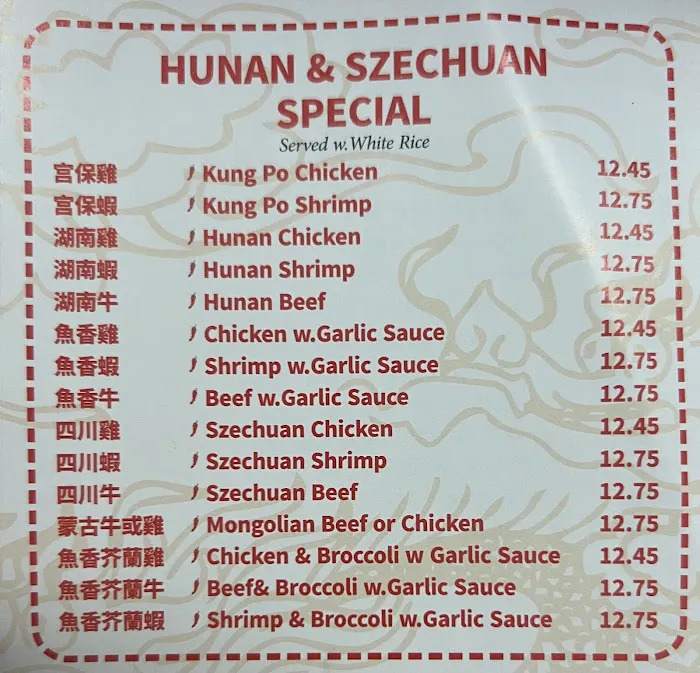 HUNAN & SZECHUAN
SPECIAL
Served w.White Rice
宫保雞 Kung Po Chicken 12.45
宫保蝦 Kung Po Shrimp 12.75
湖南雞 Hunan Chicken 12.45
湖南蝦 Hunan Shrimp 12.75
湖南牛 Hunan Beef 12.75
魚香雞 Chicken w.Garlic Sauce 12.45
魚香蝦 Shrimp w.Garlic Sauce 12.75
魚香牛 Beef w.Garlic Sauce 12.75
四川雞 Szechuan Chicken 12.45
四川蝦 Szechuan Shrimp 12.75
四川牛 Szechuan Beef 12.75
蒙古牛或雞 Mongolian Beef or Chicken 12.75
魚香芥蘭雞 Chicken & Broccoli w Garlic Sauce 12.45
魚香芥蘭牛 Beef& Broccoli w.Garlic Sauce 12.75
魚香芥蘭蝦 Shrimp & Broccoli w.Garlic Sauce 12.75